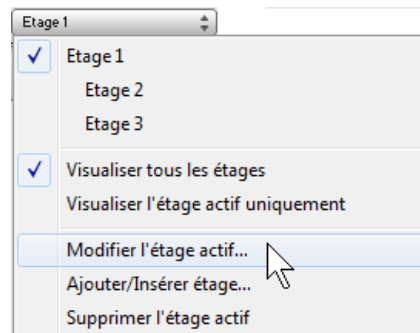 Etage 1
Etage 1
Etage 2
Etage 3
Visualiser tous les étages
Visualiser l'étage actif uniquement
Modifier l'étage actif...
Ajouter/Insérer étage...
Supprimer l'étage actif